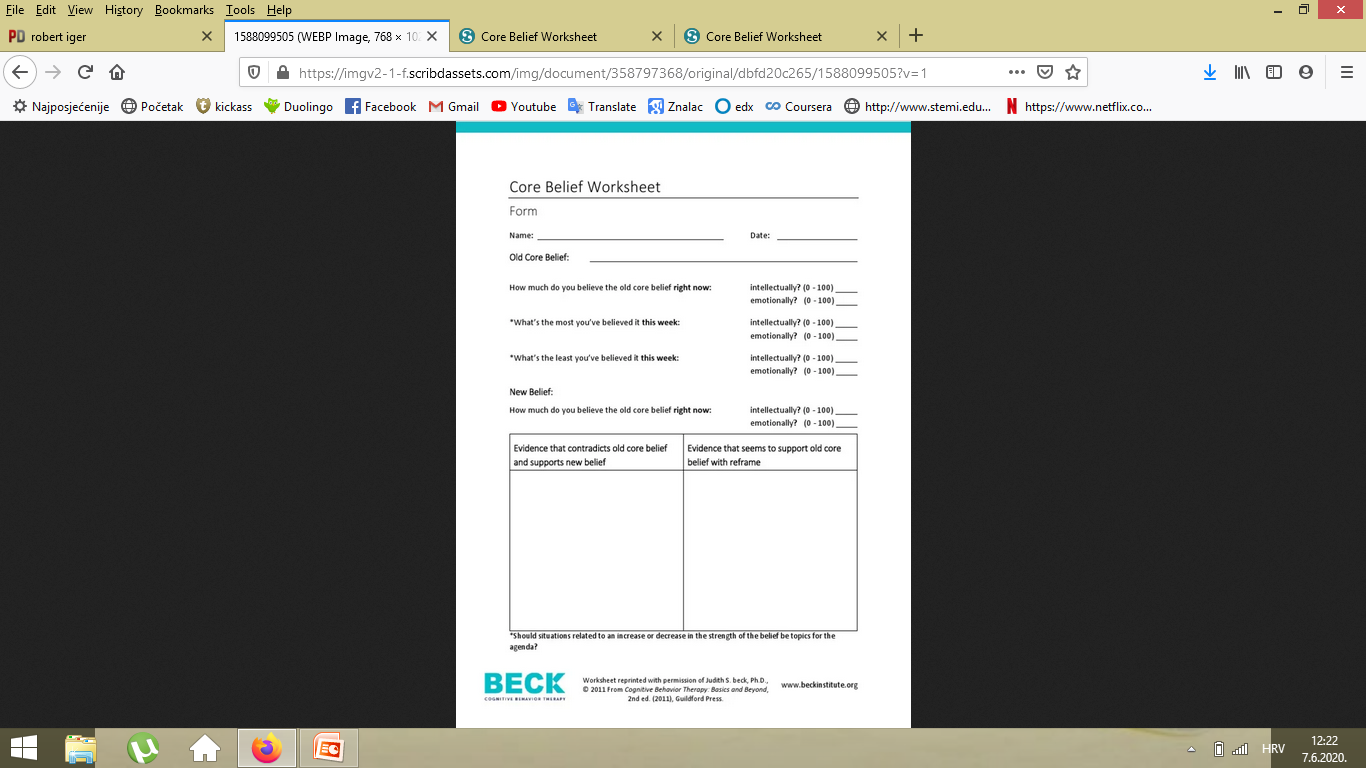 File Edit View History Bookmarks Tools Help
robert iger
1588099505 (WEBP Image, 768 × 10
Core Belief Worksheet
Core Belief Worksheet
https://imgv2-1-f.scribdassets.com/img/document/358797368/original/dbfd20c265/1588099505?v=1
Najposjećenije Početak kickass Duolingo Facebook Gmail Youtube Translate Znalac edx Coursera http://www.stemi.edu... https://www.netflix.co...
Core Belief Worksheet
Form
Name: Date:
Old Core Belief:
How much do you believe the old core belief right now: intellectually? (0 - 100)
emotionally? (0 - 100)
*What's the most you've believed it this week: intellectually? (0 - 100)
emotionally? (0 - 100)
*What's the least you've believed it this week: intellectually? (0 - 100)
emotionally? (0 - 100)
New Belief:
How much do you believe the old core belief right now: intellectually? (0 - 100)
emotionally? (0 - 100)
Evidence that contradicts old core belief
and supports new belief
Evidence that seems to support old core
belief with reframe
*Should situations related to an increase or decrease in the strength of the belief be topics for the
agenda?
BECK
COGNITIVE BEHAVIOR THERAPY
Worksheet reprinted with permission of Judith S. beck, Ph.D.,
© 2011 From Cognitive Behavior Therapy: Basics and Beyond,
2nd ed. (2011), Guildford Press.
www.beckinstitute.org
HRV
12:22
7.6.2020.